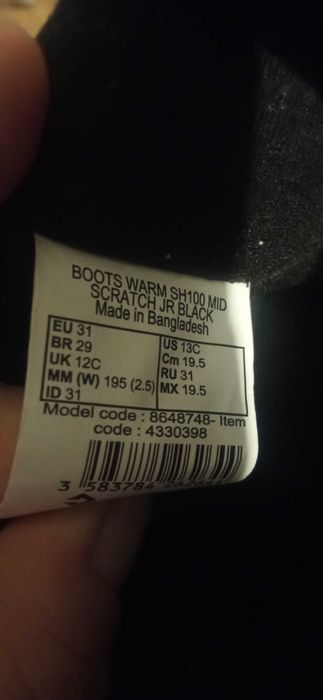 BOOTS WARM SH100 MID
SCRATCH JR BLACK
Made in Bangladesh
EU 31 US 13C
BR 29 Cm 19.5
UK 12C RU 31
MM (W) 195 (2.5) MX 19.5
ID 31
Model code : 8648748- Item
code : 4330398
3 583784